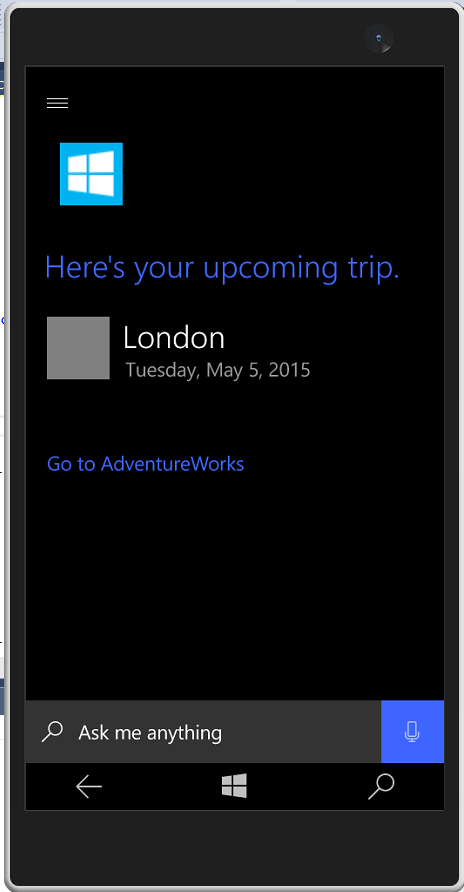 Here's your upcoming trip.
London
Tuesday, May 5, 2015
Go to AdventureWorks
Ask me anything